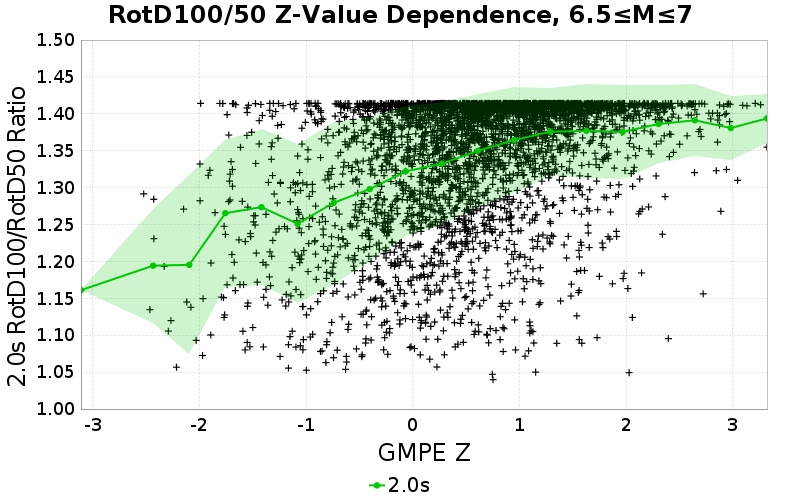 RotD100/50 Z-Value Dependence, 6.5≤M≤7
2.0s RotD100/RotD50 Ratio
1.50
1.45
1.40
1.35
1.30
1.25
1.20
1.15
1.10
1.05
1.00
-3 -2 -1 0 1 2 3
GMPE Z
2.0s